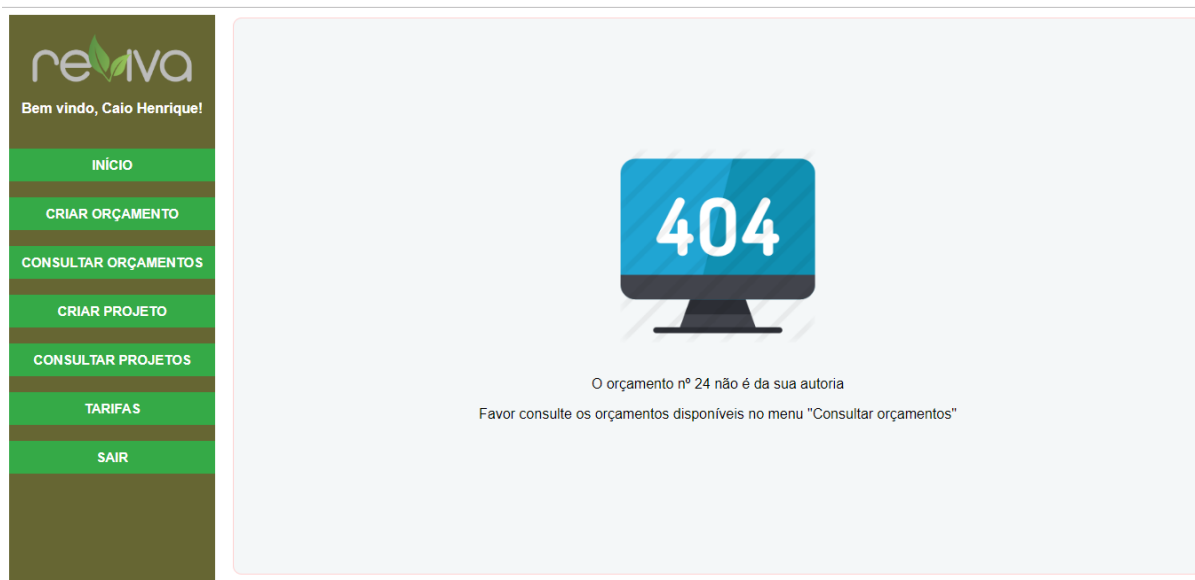 reviva
Bem vindo, Caio Henrique!
INÍCIO
CRIAR ORÇAMENTO
CONSULTAR ORÇAMENTOS
CRIAR PROJETO
CONSULTAR PROJETOS
TARIFAS
SAIR
404
O orçamento nº 24 não é da sua autoria
Favor consulte os orçamentos disponíveis no menu "Consultar orçamentos"